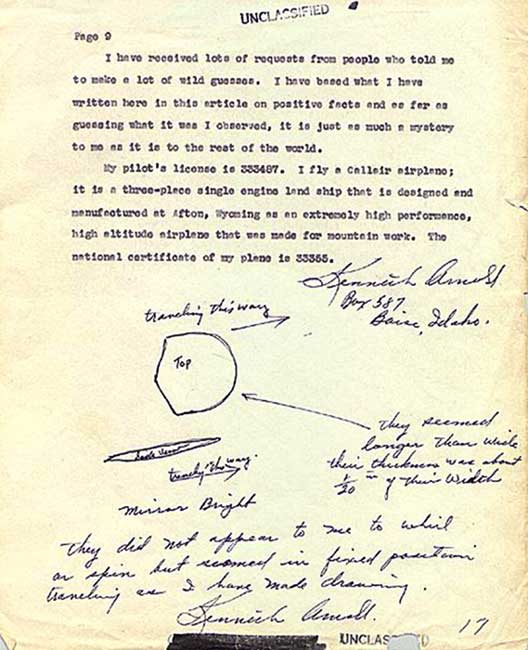 UNCLASSIFIED
Page 9
I have received lots of requests from people who told me
to make a lot of wild guesses. I have based what I have
written here in this article on positive facts and as far as
guessing what it was I observed, it is just as much a mystery
to me as it is to the rest of the world.
My pilot's license is 333487. I fly a Callair airplane;
it is a three-place single engine land ship that is designed and
manufactured at Afton, Wyoming as an extremely high performance,
high altitude airplane that was made for mountain work. The
national certificate of my plane is 33355.
Kenneth Arnold
Box 587
Boise, Idaho.
traveling this way
Top
they seemed
longer than wide
their thickness was about
1/20 th of their width
side view
traveling this way.
Mirror Bright
They did not appear to me to whirl
or spin but seemed in fixed position
traveling as I have made drawing.
Kenneth Arnold.
17
UNCLASSIFIED